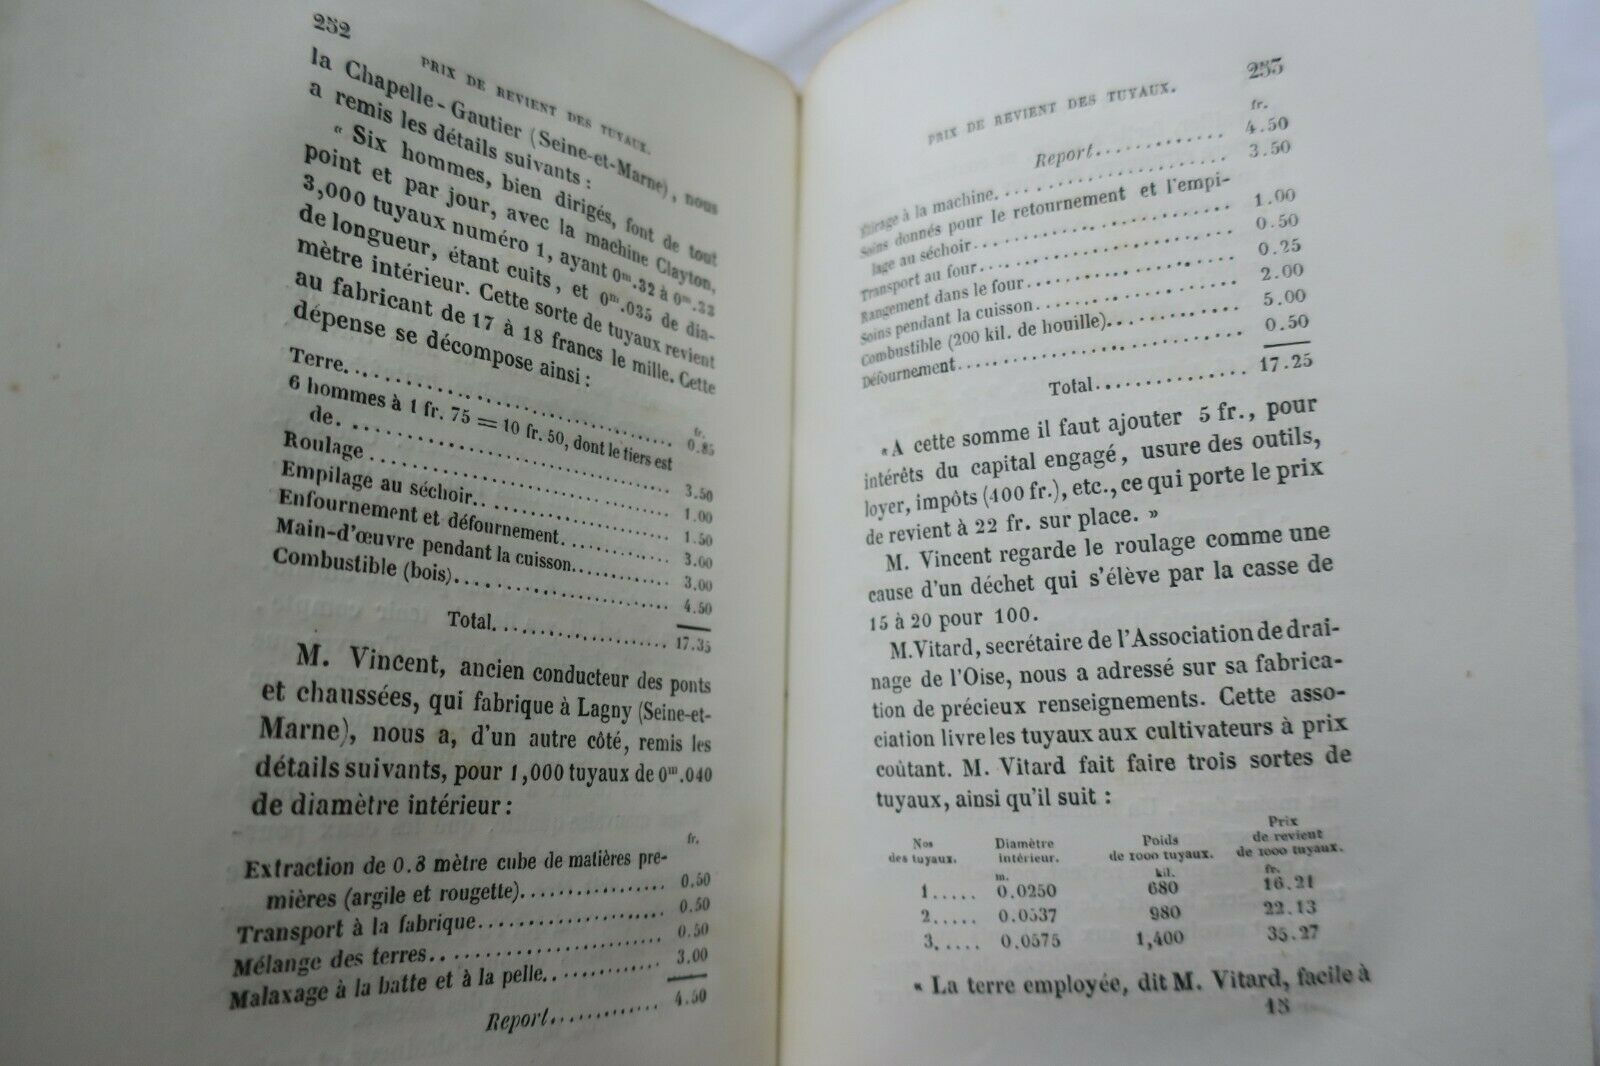 252
PRIX DE REVIENT DES TUYAUX.
la Chapelle-Gautier (Seine-et-Marne), nous
a remis les détails suivants :
« Six hommes, bien dirigés, font de tout
point et par jour, avec la machine Clayton,
3,000 tuyaux numéro 1, ayant 0m.32 à 0m.33
de longueur, étant cuits, et 0m.035 de dia-
mètre intérieur. Cette sorte de tuyaux revient
au fabricant de 17 à 18 francs le mille. Cette
dépense se décompose ainsi :
fr.
Terre. 0.85
6 hommes à 1 fr. 75 = 10 fr. 50, dont le tiers est
de. 3.50
Roulage 1.00
Empilage au séchoir. 1.50
Enfournement et défournement. 3.00
Main-d'œuvre pendant la cuisson. 3.00
Combustible (bois). 4.50
Total. 17.35
M. Vincent, ancien conducteur des ponts
et chaussées, qui fabrique à Lagny (Seine-et-
Marne), nous a, d'un autre côté, remis les
détails suivants, pour 1,000 tuyaux de 0m.040
de diamètre intérieur :
fr.
Extraction de 0.8 mètre cube de matières pre-
mières (argile et rougette). 0.50
Transport à la fabrique 0.50
Mélange des terres. 0.50
Malaxage à la batte et à la pelle. 3.00
Report. 4.50
PRIX DE REVIENT DES TUYAUX.
253
fr.
Report. 4.50
Étirage à la machine. 3.50
Soins donnés pour le retournement et l'empi-
lage au séchoir. 1.00
Transport au four. 0.50
Rangement dans le four. 0.25
Soins pendant la cuisson. 2.00
Combustible (200 kil. de houille). 5.00
Défournement. 0.50
Total. 17.25
« A cette somme il faut ajouter 5 fr., pour
intérêts du capital engagé, usure des outils,
loyer, impôts (400 fr.), etc., ce qui porte le prix
de revient à 22 fr. sur place. »
M. Vincent regarde le roulage comme une
cause d'un déchet qui s'élève par la casse de
15 à 20 pour 100.
M. Vitard, secrétaire de l'Association de drai-
nage de l'Oise, nous a adressé sur sa fabrica-
tion de précieux renseignements. Cette asso-
ciation livre les tuyaux aux cultivateurs à prix
coûtant. M. Vitard fait faire trois sortes de
tuyaux, ainsi qu'il suit :
Prix
Nos Diamètre Poids de revient
des tuyaux. intérieur. de 1000 tuyaux. de 1000 tuyaux.
m. kil. fr.
1..... 0.0250 680 16.21
2..... 0.0337 980 22.13
3..... 0.0575 1,400 35.27
« La terre employée, dit M. Vitard, facile à
15